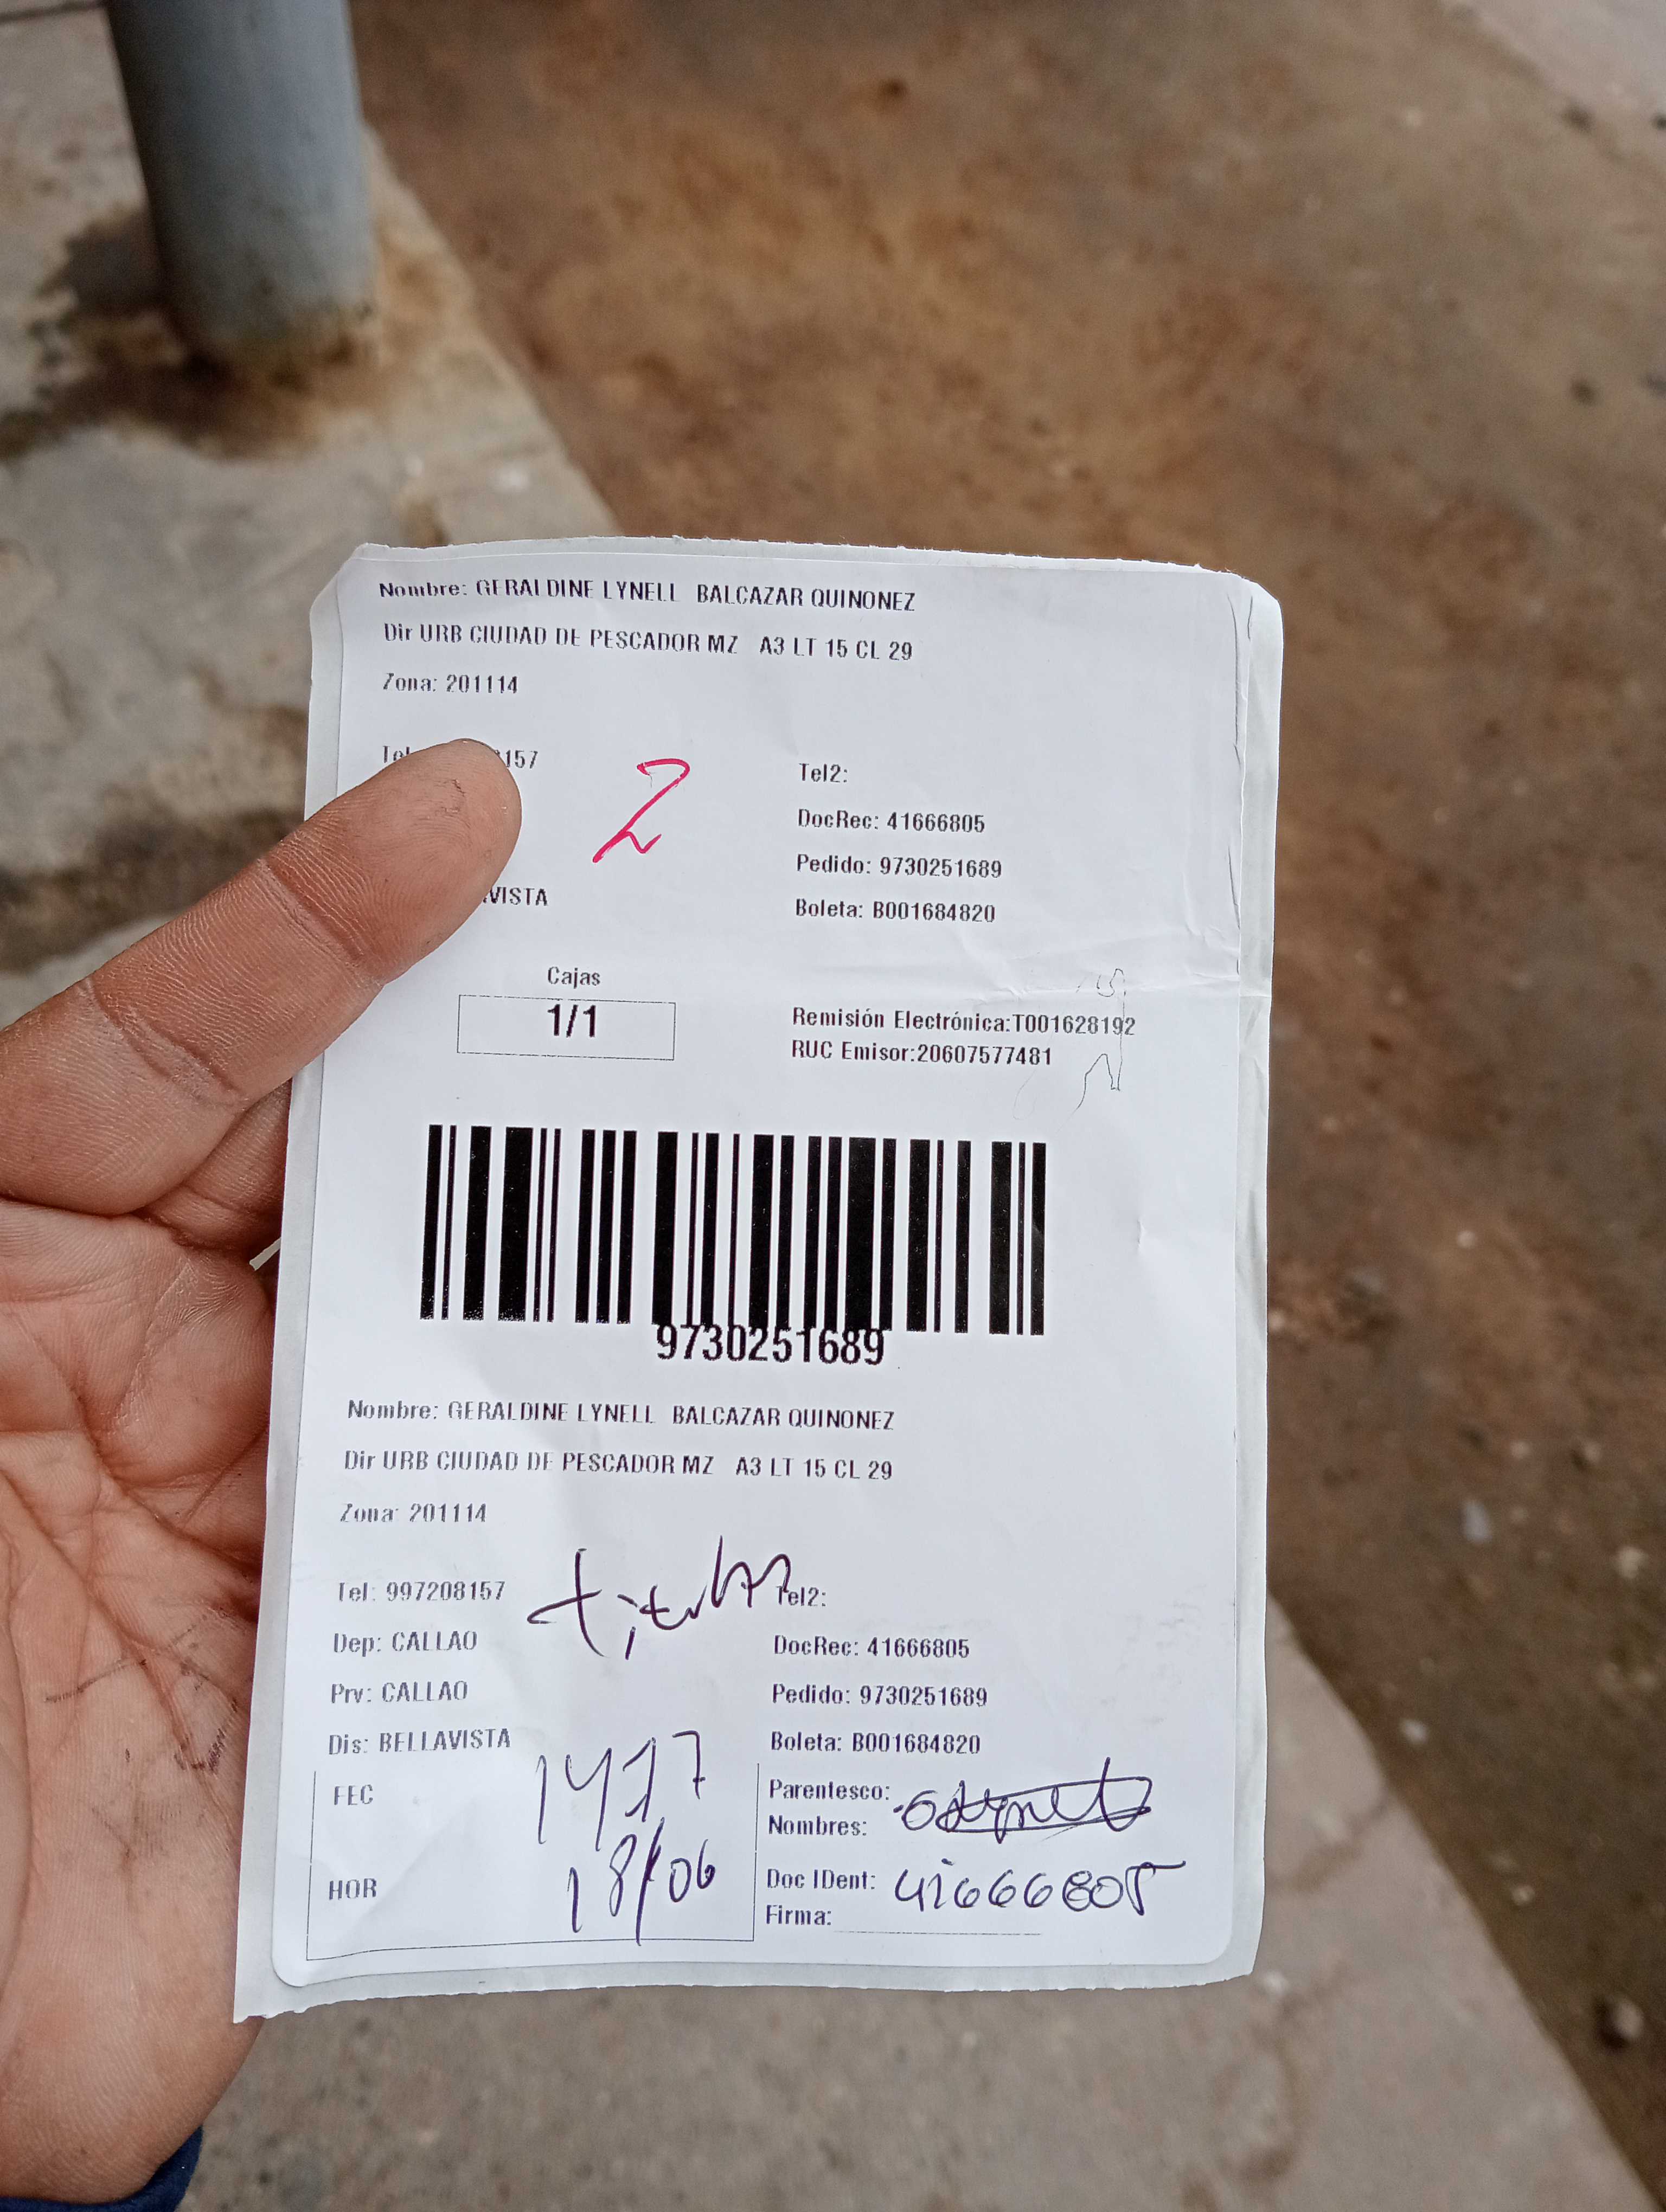 Nombre: GERALDINE LYNELL BALCAZAR QUINONEZ
Dir URB CIUDAD DE PESCADOR MZ A3 LT 15 CL 29
Zona: 201114
Tel 157
2
Tel2:
DocRec: 41666805
Pedido: 9730251689
VISTA
Boleta: B001684820
Cajas
1/1
Remisión Electrónica:T001628192
RUC Emisor:20607577481
9730251689
Nombre: GERALDINE LYNELL BALCAZAR QUINONEZ
Dir URB CIUDAD DE PESCADOR MZ A3 LT 15 CL 29
Zona: 201114
Tel: 997208157
Tel2:
Dep: CALLAO
DocRec: 41666805
Prv: CALLAO
Pedido: 9730251689
Dis: BELLAVISTA
Boleta: B001684820
FEC 1417
Parentesco:
Nombres:
HOR 18/06
Doc IDent: 41666805
Firma: